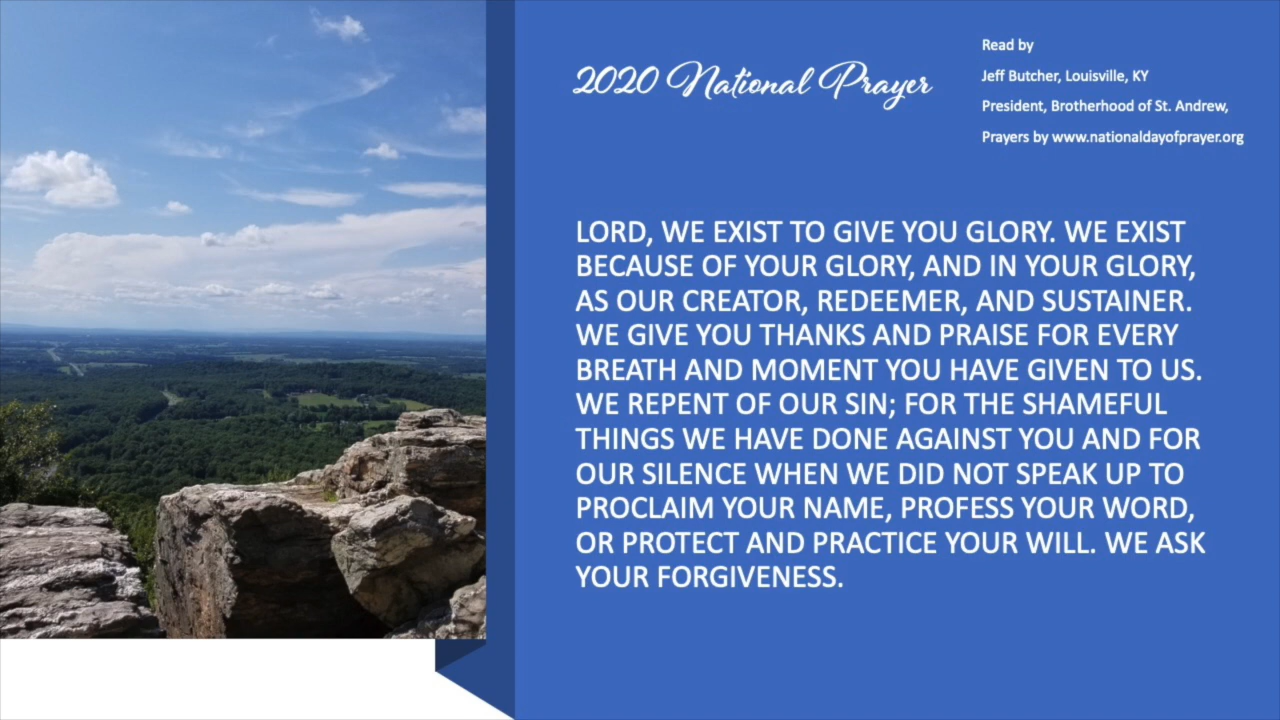 2020 National Prayer
Read by
Jeff Butcher, Louisville, KY
President, Brotherhood of St. Andrew,
Prayers by www.nationaldayofprayer.org
LORD, WE EXIST TO GIVE YOU GLORY. WE EXIST
BECAUSE OF YOUR GLORY, AND IN YOUR GLORY,
AS OUR CREATOR, REDEEMER, AND SUSTAINER.
WE GIVE YOU THANKS AND PRAISE FOR EVERY
BREATH AND MOMENT YOU HAVE GIVEN TO US.
WE REPENT OF OUR SIN; FOR THE SHAMEFUL
THINGS WE HAVE DONE AGAINST YOU AND FOR
OUR SILENCE WHEN WE DID NOT SPEAK UP TO
PROCLAIM YOUR NAME, PROFESS YOUR WORD,
OR PROTECT AND PRACTICE YOUR WILL. WE ASK
YOUR FORGIVENESS.